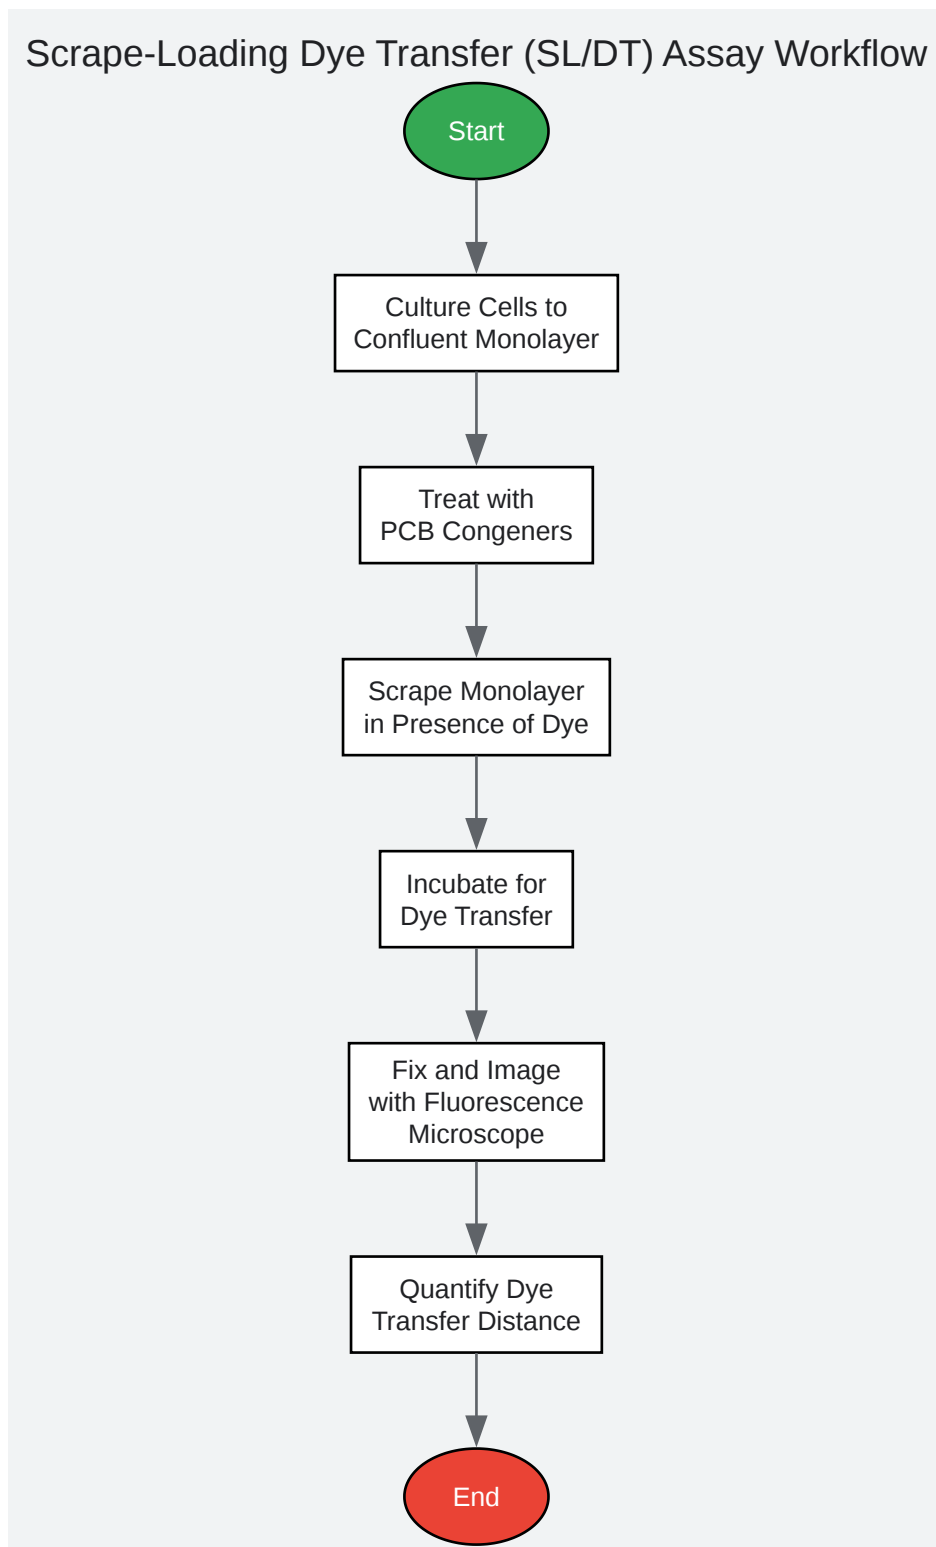 Scrape-Loading Dye Transfer (SL/DT) Assay Workflow
Start
Culture Cells to
Confluent Monolayer
Treat with
PCB Congeners
Scrape Monolayer
in Presence of Dye
Incubate for
Dye Transfer
Fix and Image
with Fluorescence
Microscope
Quantify Dye
Transfer Distance
End